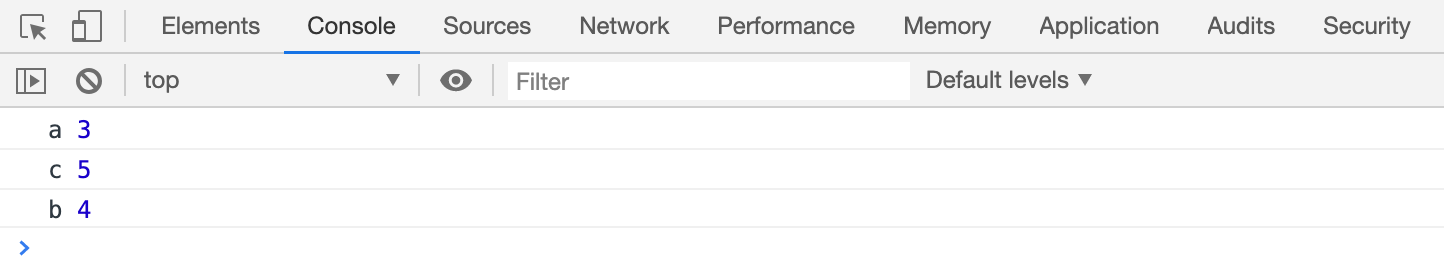 Elements Console Sources Network Performance Memory Application Audits Security
top Filter Default levels
a 3
c 5
b 4